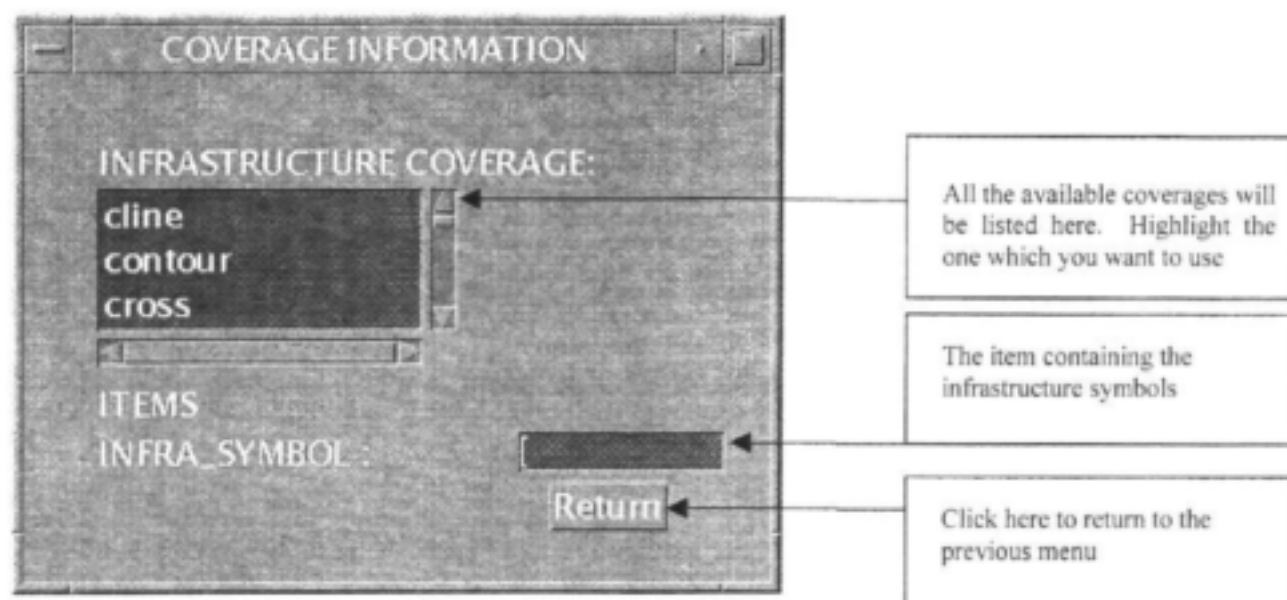 COVERAGE INFORMATION
INFRASTRUCTURE COVERAGE:
cline
contour
cross
ITEMS
INFRA_SYMBOL :
Return
All the available coverages will
be listed here. Highlight the
one which you want to use
The item containing the
infrastructure symbols
Click here to return to the
previous menu